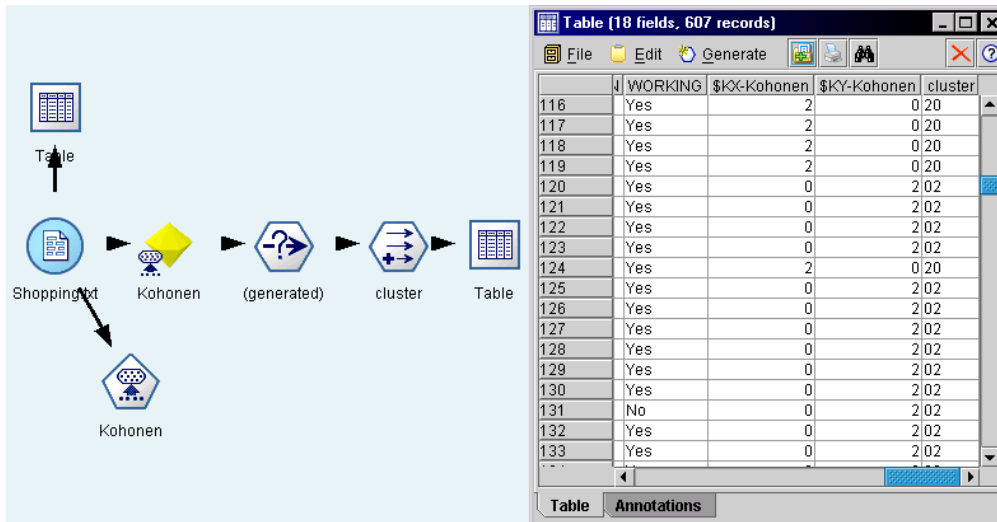 Table
Shopping.txt
Kohonen
(generated)
cluster
Table
Kohonen
Table (18 fields, 607 records)
File Edit Generate
WORKING $KX-Kohonen $KY-Kohonen cluster
116 Yes 2 0 20
117 Yes 2 0 20
118 Yes 2 0 20
119 Yes 2 0 20
120 Yes 0 2 02
121 Yes 0 2 02
122 Yes 0 2 02
123 Yes 0 2 02
124 Yes 2 0 20
125 Yes 0 2 02
126 Yes 0 2 02
127 Yes 0 2 02
128 Yes 0 2 02
129 Yes 0 2 02
130 Yes 0 2 02
131 No 0 2 02
132 Yes 0 2 02
133 Yes 0 2 02
Table Annotations